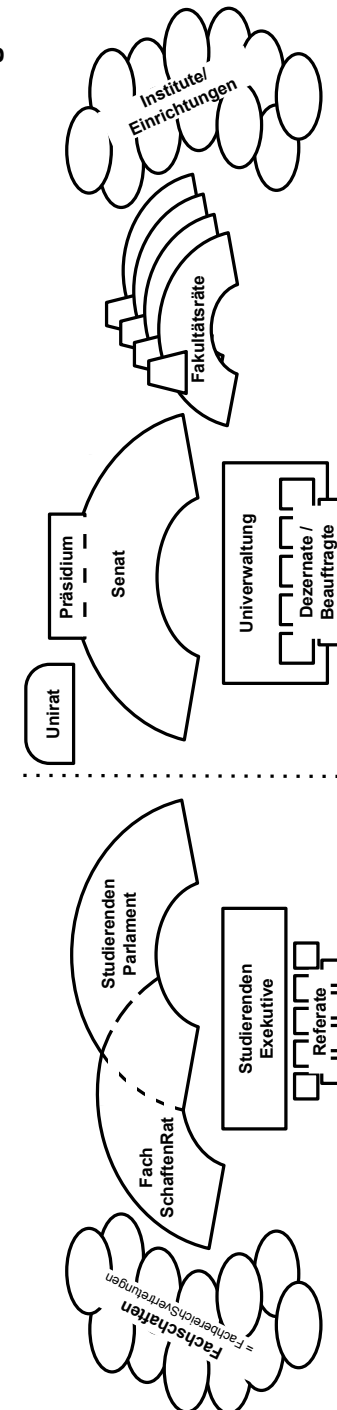 Fachschaften
= FachbereichSvertretungen
Fach
SchaftenRat
Studierenden
Parlament
Studierenden
Exekutive
Referate
Unirat
Präsidium
Senat
Univerwaltung
Dezernate /
Beauftragte
Fakultätsräte
Institute/
Einrichtungen